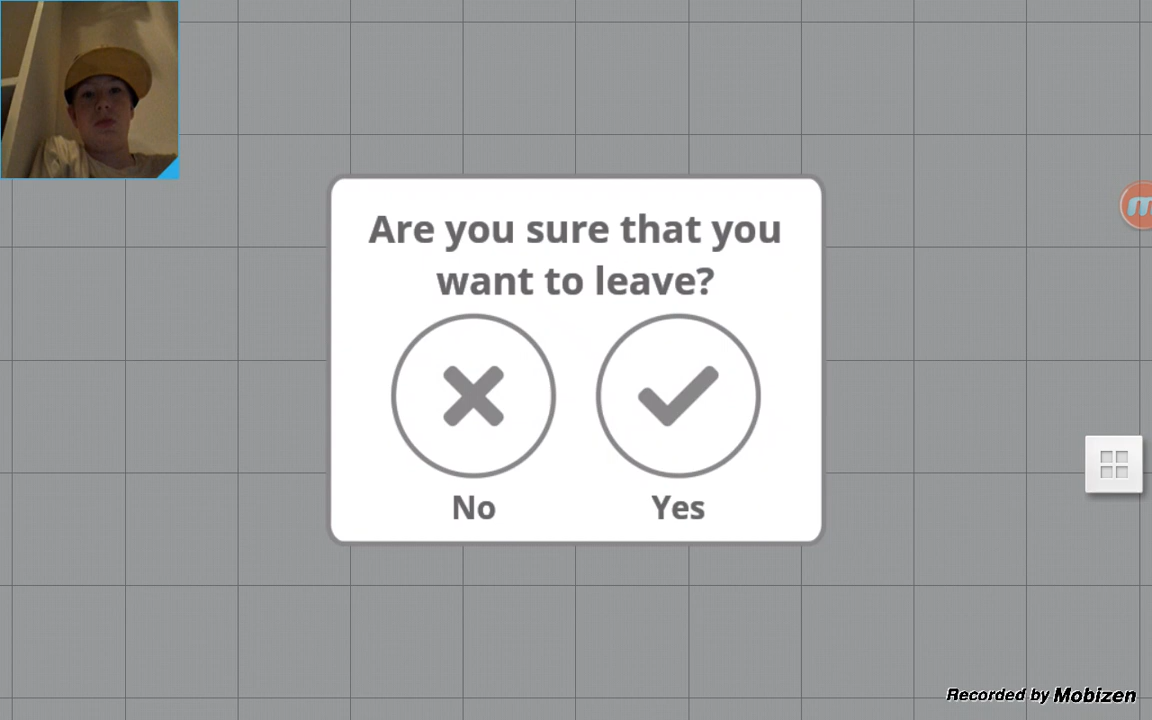 Are you sure that you
want to leave?
No Yes
Recorded by Mobizen